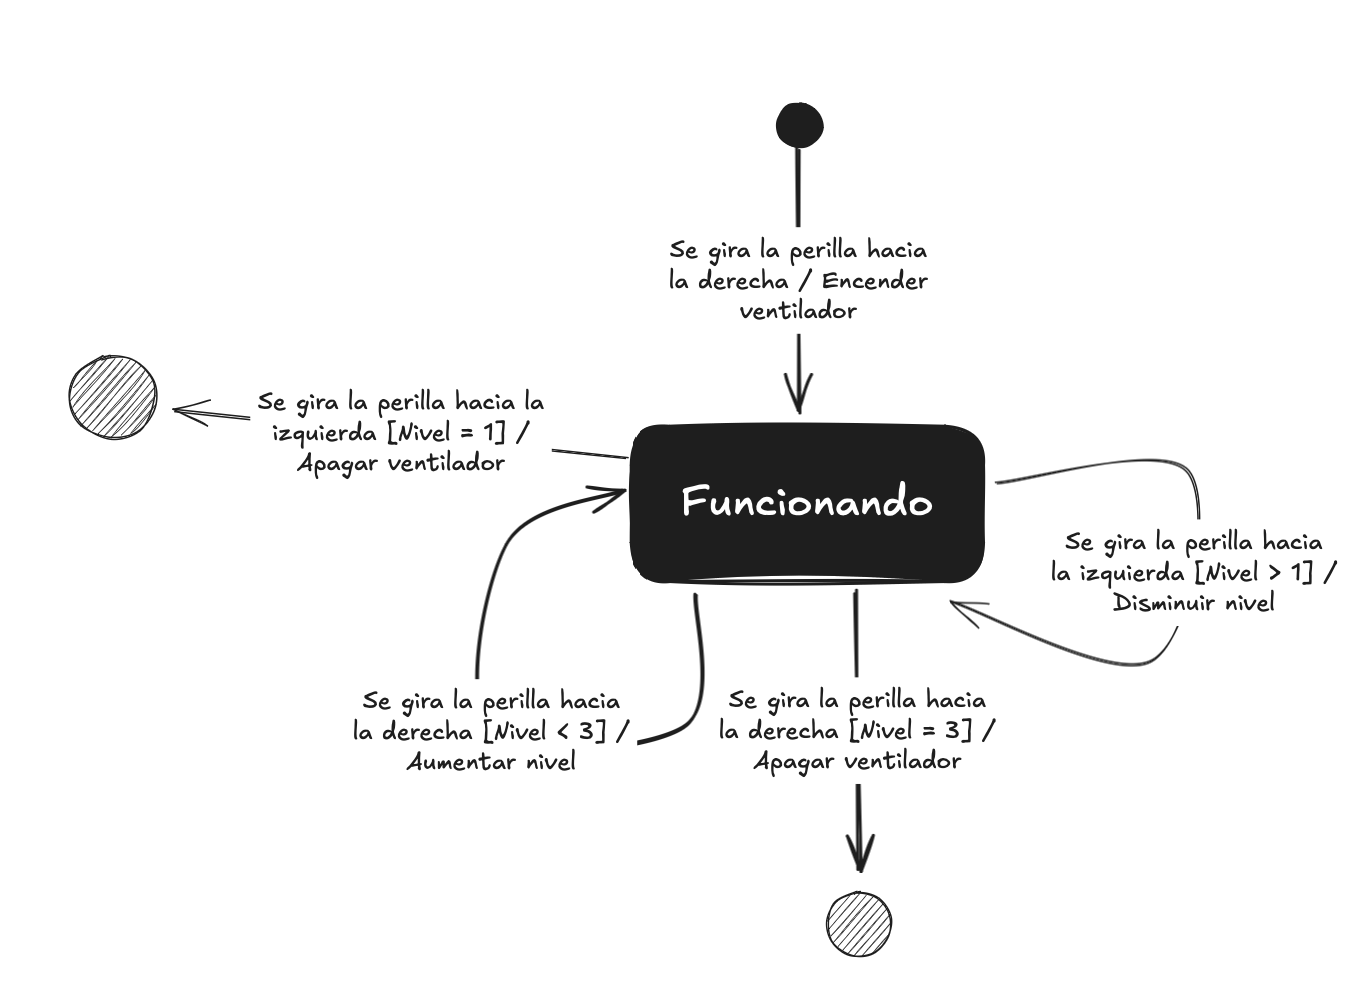 Se gira la perilla hacia
la derecha / Encender
ventilador
Se gira la perilla hacia la
izquierda [Nivel = 1] /
Apagar ventilador
Funcionando
Se gira la perilla hacia
la izquierda [Nivel > 1] /
Disminuir nivel
Se gira la perilla hacia
la derecha [Nivel < 3] /
Aumentar nivel
Se gira la perilla hacia
la derecha [Nivel = 3] /
Apagar ventilador